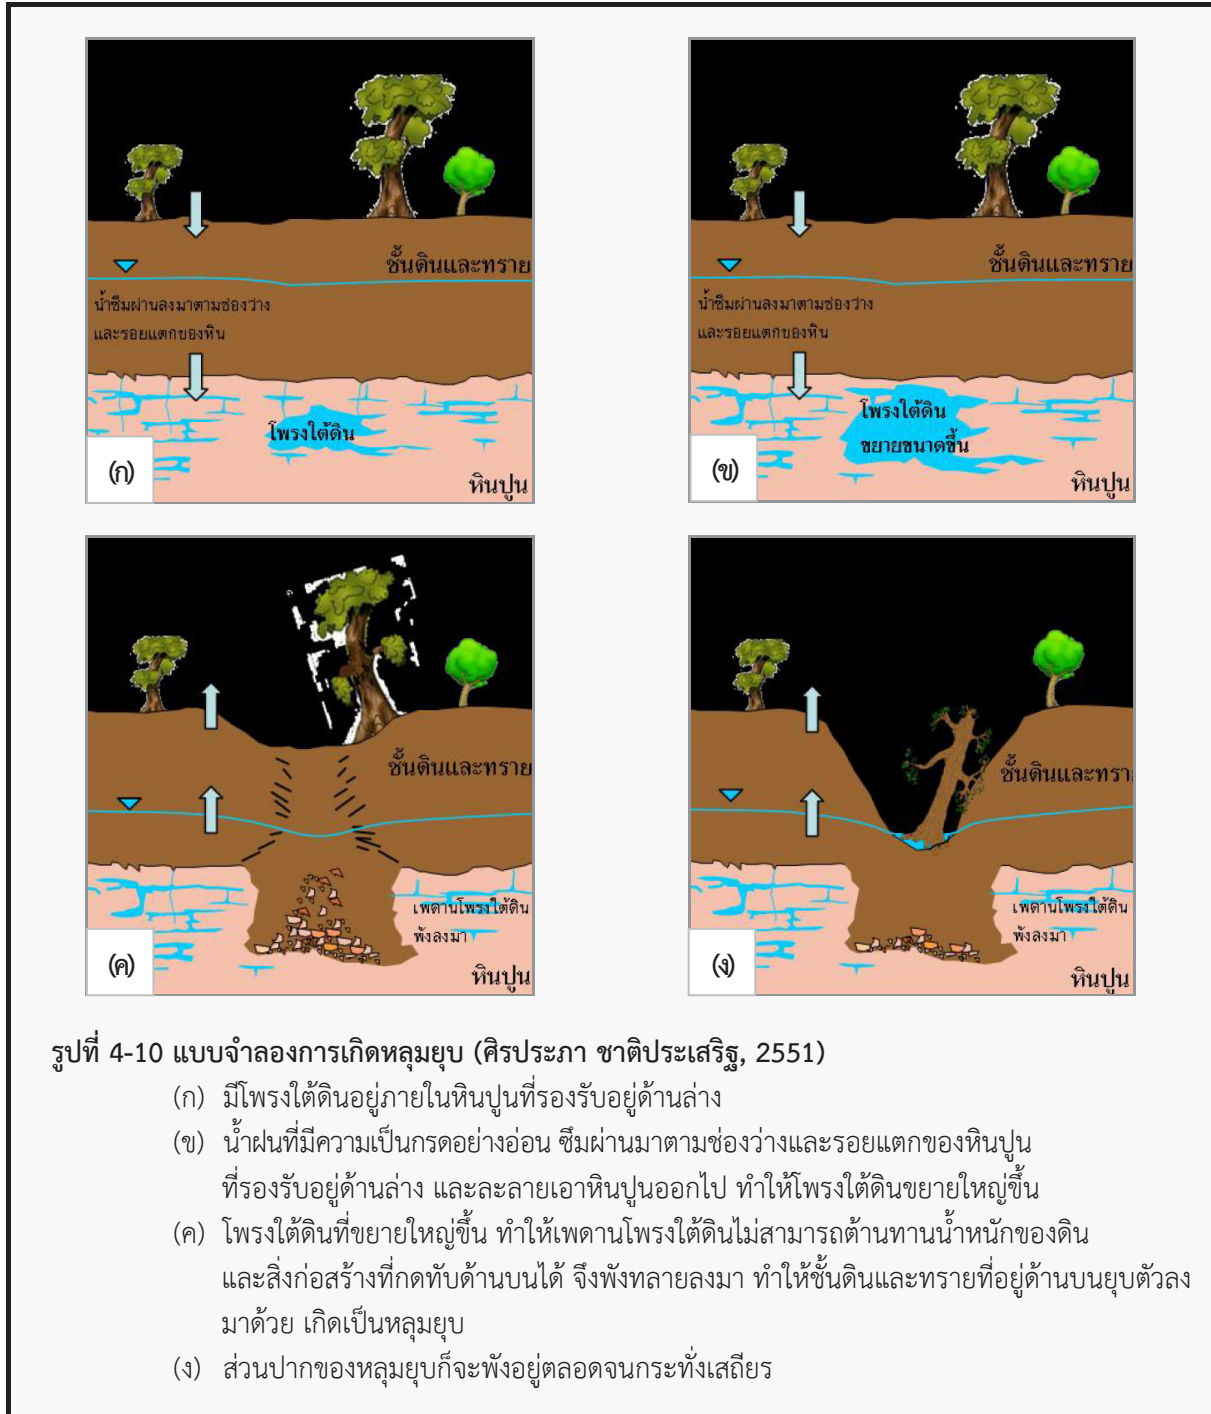 ชั้นดินและทราย
น้ำซึมผ่านลงมาตามช่องว่าง
และรอยแตกของหิน
โพรงใต้ดิน
(ก)
หินปูน
ชั้นดินและทราย
น้ำซึมผ่านลงมาตามช่องว่าง
และรอยแตกของหิน
โพรงใต้ดิน
ขยายขนาดขึ้น
(ข)
หินปูน
ชั้นดินและทราย
เพดานโพรงใต้ดิน
พังลงมา
(ค)
หินปูน
ชั้นดินและทราย
เพดานโพรงใต้ดิน
พังลงมา
(ง)
หินปูน
รูปที่ 4-10 แบบจำลองการเกิดหลุมยุบ (ศิรประภา ชาติประเสริฐ, 2551)
(ก) มีโพรงใต้ดินอยู่ภายในหินปูนที่รองรับอยู่ด้านล่าง
(ข) น้ำฝนที่มีความเป็นกรดอย่างอ่อน ซึมผ่านมาตามช่องว่างและรอยแตกของหินปูน
ที่รองรับอยู่ด้านล่าง และละลายเอาหินปูนออกไป ทำให้โพรงใต้ดินขยายใหญ่ขึ้น
(ค) โพรงใต้ดินที่ขยายใหญ่ขึ้น ทำให้เพดานโพรงใต้ดินไม่สามารถต้านทานน้ำหนักของดิน
และสิ่งก่อสร้างที่กดทับด้านบนได้ จึงพังทลายลงมา ทำให้ชั้นดินและทรายที่อยู่ด้านบนยุบตัวลง
มาด้วย เกิดเป็นหลุมยุบ
(ง) ส่วนปากของหลุมยุบก็จะพังอยู่ตลอดจนกระทั่งเสถียร